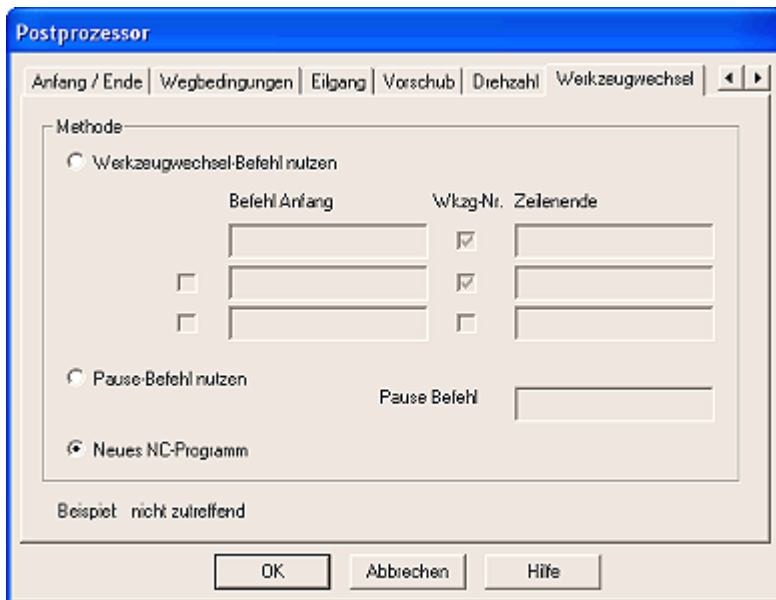 Postprozessor
Anfang / Ende Wegbedingungen Eilgang Vorschub Drehzahl Werkzeugwechsel
Methode
Werkzeugwechsel-Befehl nutzen
Befehl Anfang Wkzg-Nr. Zeilenende
Pause-Befehl nutzen
Pause Befehl
Neues NC-Programm
Beispiel: nicht zutreffend
OK Abbrechen Hilfe